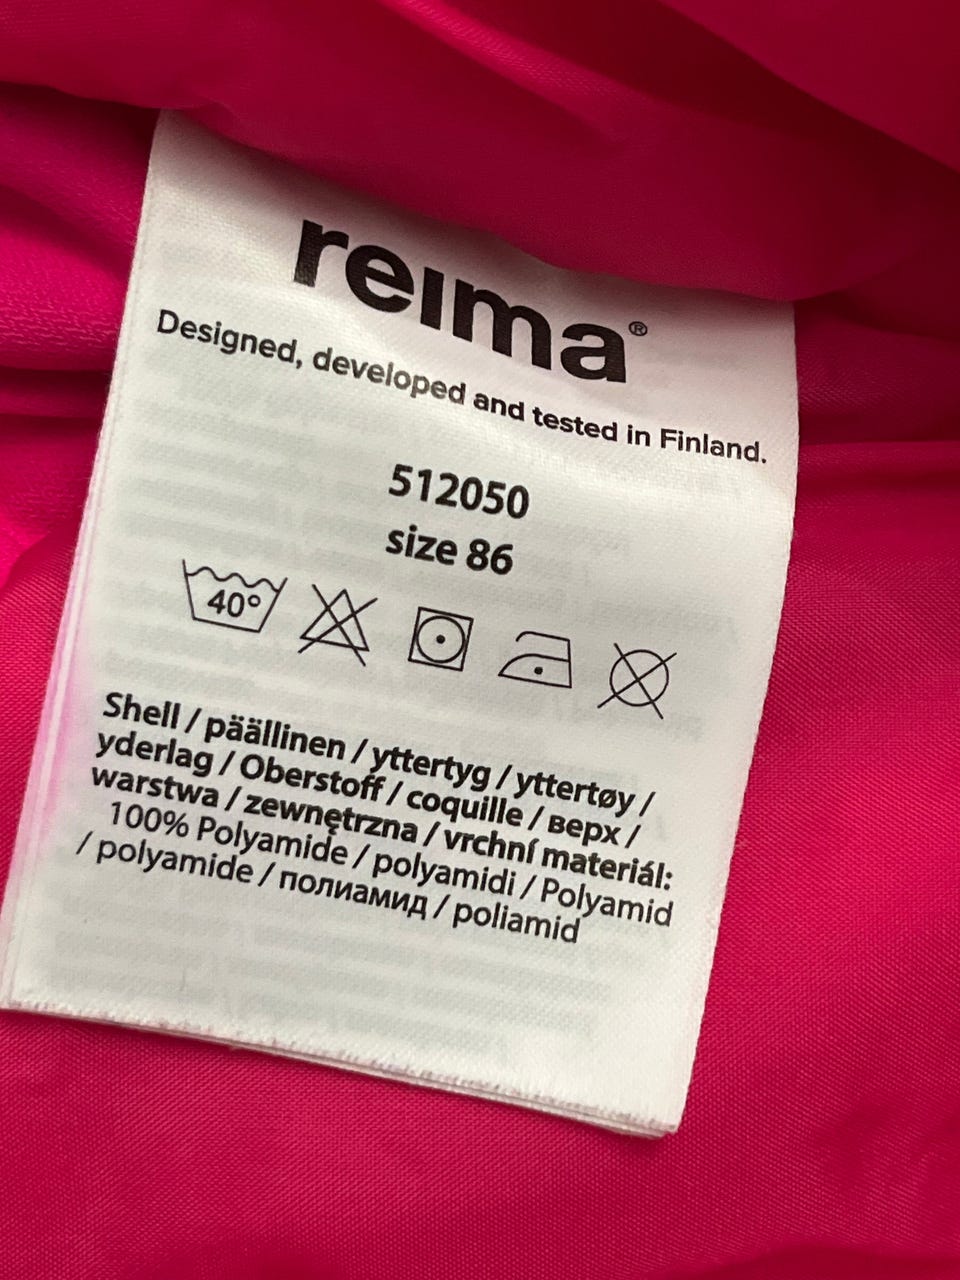 reima®
Designed, developed and tested in Finland.
512050
size 86
40°
Shell / päällinen / yttertyg / yttertøy /
yderlag / Oberstoff / coquille / верх /
warstwa / zewnętrzna / vrchní materiál:
100% Polyamide / polyamidi / Polyamid
/ polyamide / полиамид / poliamid